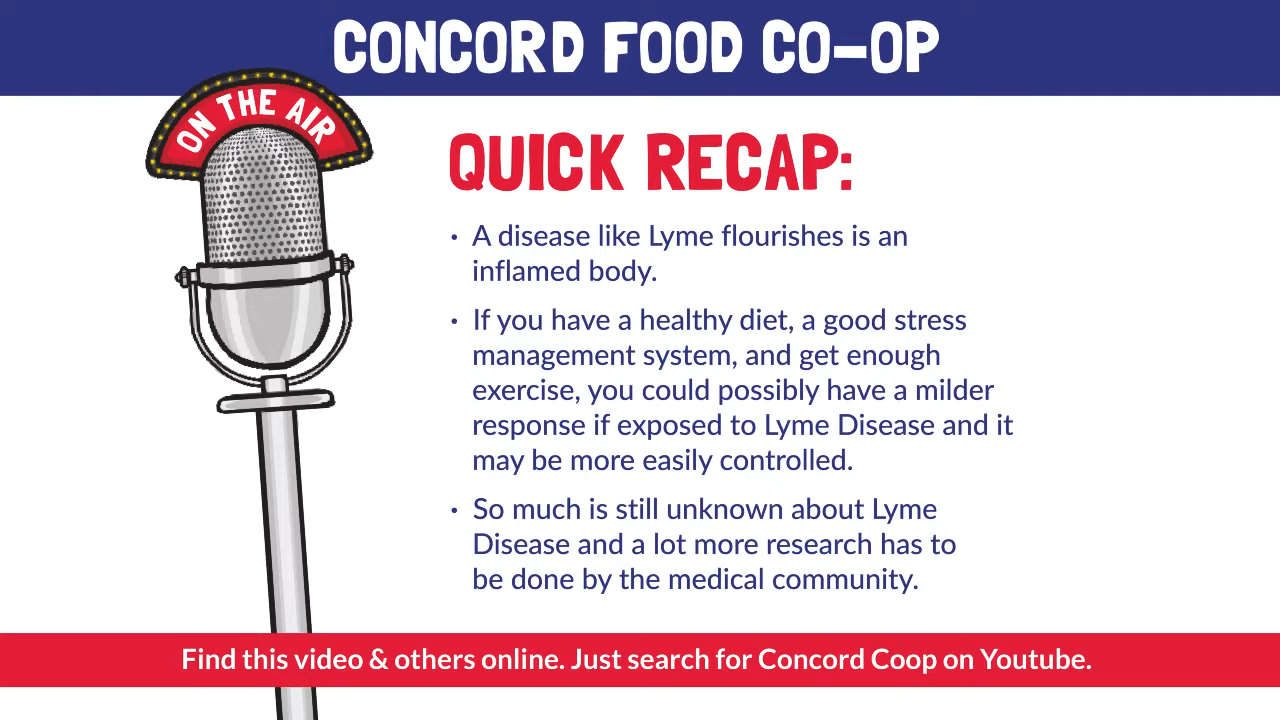 CONCORD FOOD CO-OP
ON THE AIR
QUICK RECAP:
· A disease like Lyme flourishes is an
inflamed body.
· If you have a healthy diet, a good stress
management system, and get enough
exercise, you could possibly have a milder
response if exposed to Lyme Disease and it
may be more easily controlled.
· So much is still unknown about Lyme
Disease and a lot more research has to
be done by the medical community.
Find this video & others online. Just search for Concord Coop on Youtube.